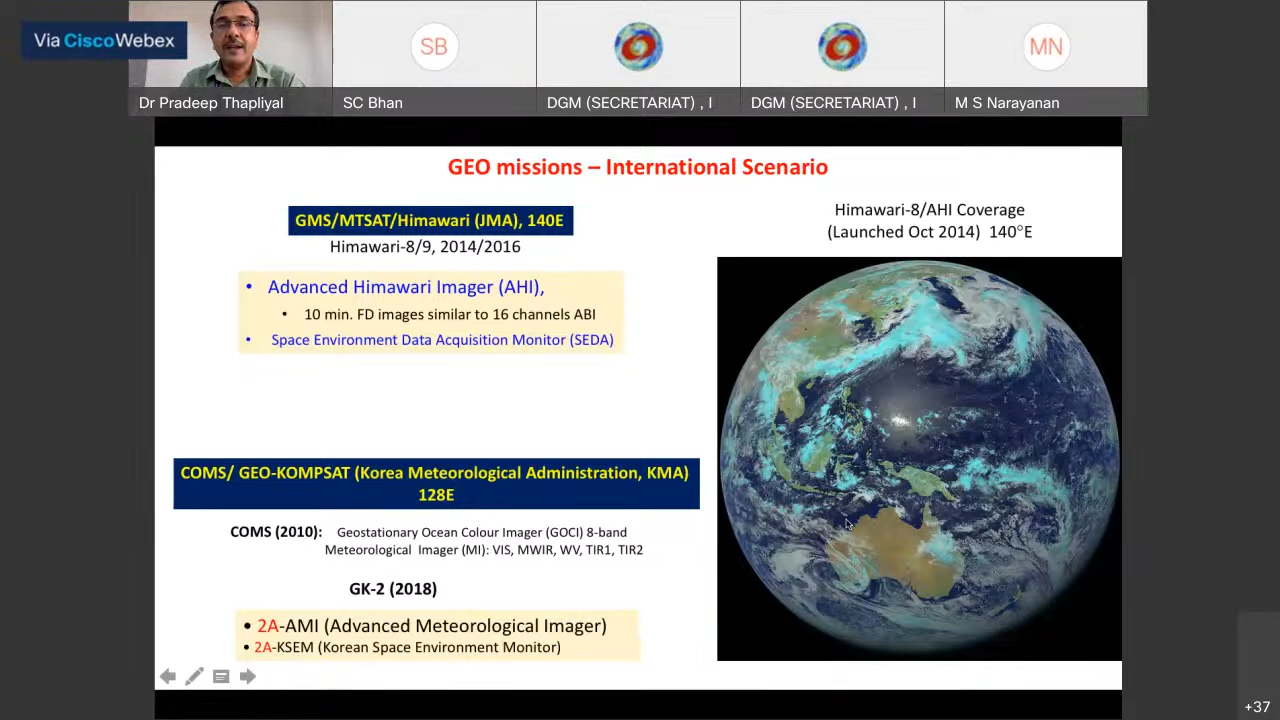 Via CiscoWebex
SB
MN
Dr Pradeep Thapliyal
SC Bhan
DGM (SECRETARIAT) , I
DGM (SECRETARIAT) , I
M S Narayanan
GEO missions – International Scenario
GMS/MTSAT/Himawari (JMA), 140E
Himawari-8/9, 2014/2016
• Advanced Himawari Imager (AHI),
• 10 min. FD images similar to 16 channels ABI
• Space Environment Data Acquisition Monitor (SEDA)
Himawari-8/AHI Coverage
(Launched Oct 2014) 140°E
COMS/ GEO-KOMPSAT (Korea Meteorological Administration, KMA)
128E
COMS (2010): Geostationary Ocean Colour Imager (GOCI) 8-band
Meteorological Imager (MI): VIS, MWIR, WV, TIR1, TIR2
GK-2 (2018)
• 2A-AMI (Advanced Meteorological Imager)
• 2A-KSEM (Korean Space Environment Monitor)
+37